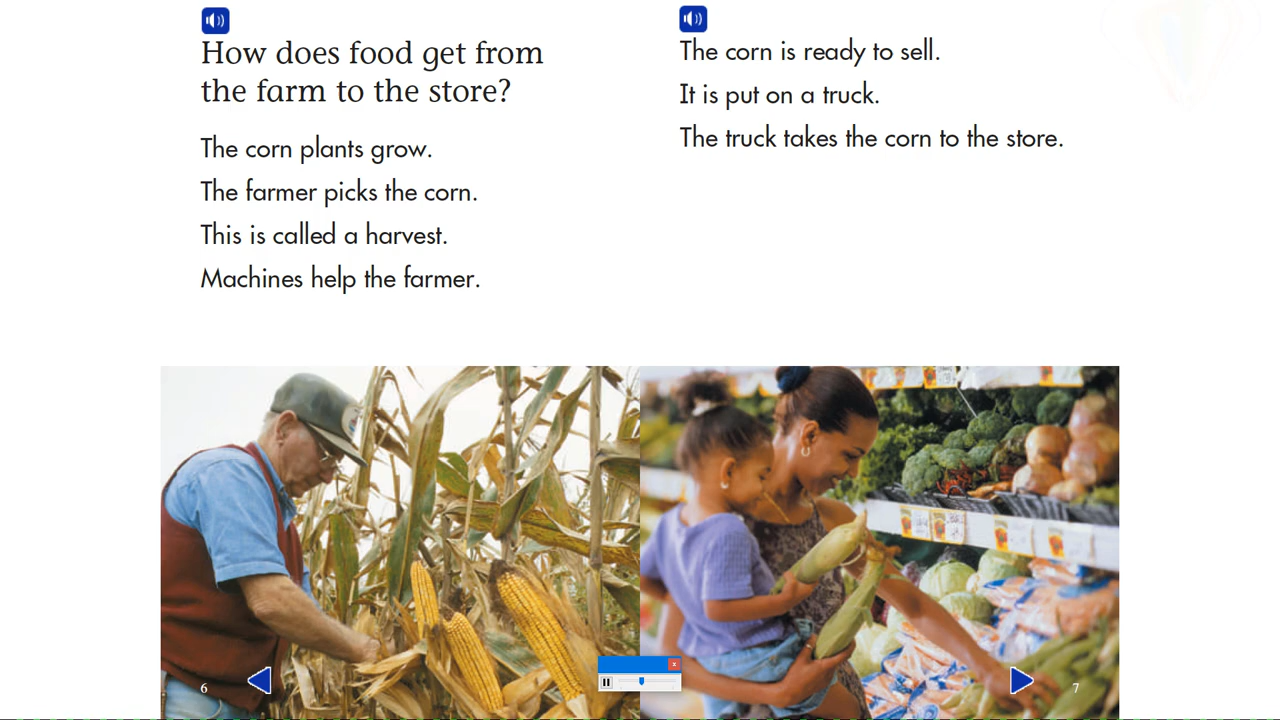 How does food get from
the farm to the store?
The corn plants grow.
The farmer picks the corn.
This is called a harvest.
Machines help the farmer.
The corn is ready to sell.
It is put on a truck.
The truck takes the corn to the store.
6
7